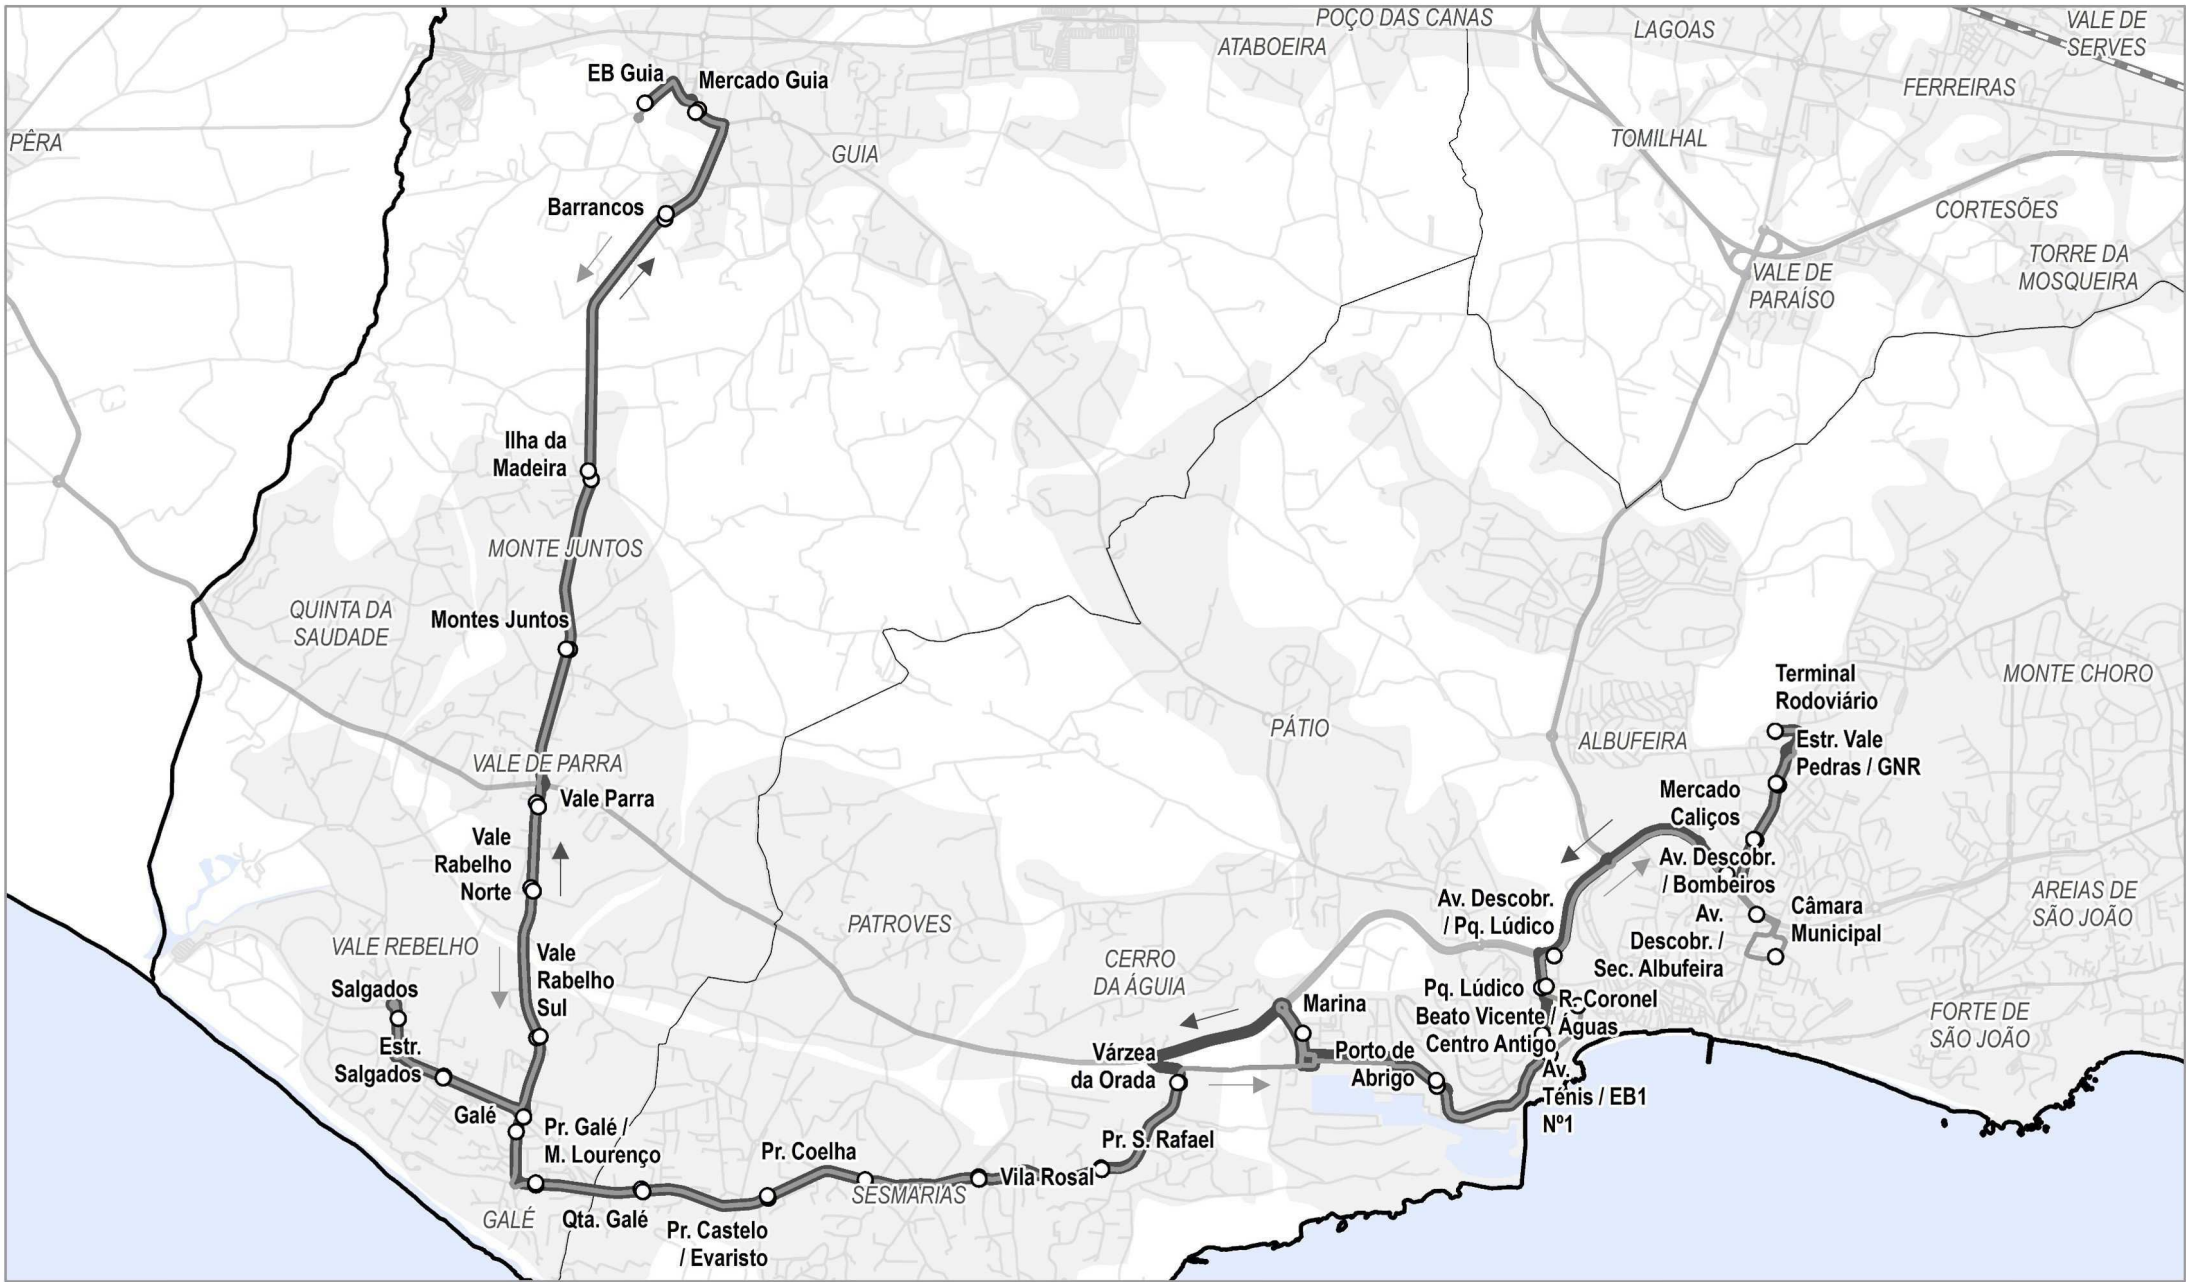 POÇO DAS CANAS
LAGOAS
VALE DE
SERVES
ATABOEIRA
EB Guia
Mercado Guia
FERREIRAS
PÊRA
TOMILHAL
GUIA
Barrancos
CORTESÕES
TORRE DA
MOSQUEIRA
VALE DE
PARAÍSO
Ilha da
Madeira
MONTE JUNTOS
QUINTA DA
SAUDADE
Montes Juntos
Terminal
Rodoviário
MONTE CHORO
PÁTIO
ALBUFEIRA
Estr. Vale
Pedras / GNR
VALE DE PARRA
Vale Parra
Mercado
Caliços
Vale
Rabelho
Norte
Av. Descobr.
/ Bombeiros
AREIAS DE
SÃO JOÃO
PATROVES
Av. Descobr.
/ Pq. Lúdico
Av.
Descobr. /
Sec. Albufeira
Câmara
Municipal
VALE REBELHO
Vale
Rabelho
Sul
CERRO
DA ÁGUIA
Salgados
Pq. Lúdico
R. Coronel
Águas
Marina
Beato Vicente /
Centro Antigo
FORTE DE
SÃO JOÃO
Estr.
Salgados
Várzea
da Orada
Porto de
Abrigo
Av.
Ténis / EB1
Nº1
Galé
Pr. Galé /
M. Lourenço
Pr. Coelha
Pr. S. Rafael
Vila Rosal
SESMARIAS
GALÉ
Qta. Galé
Pr. Castelo
/ Evaristo